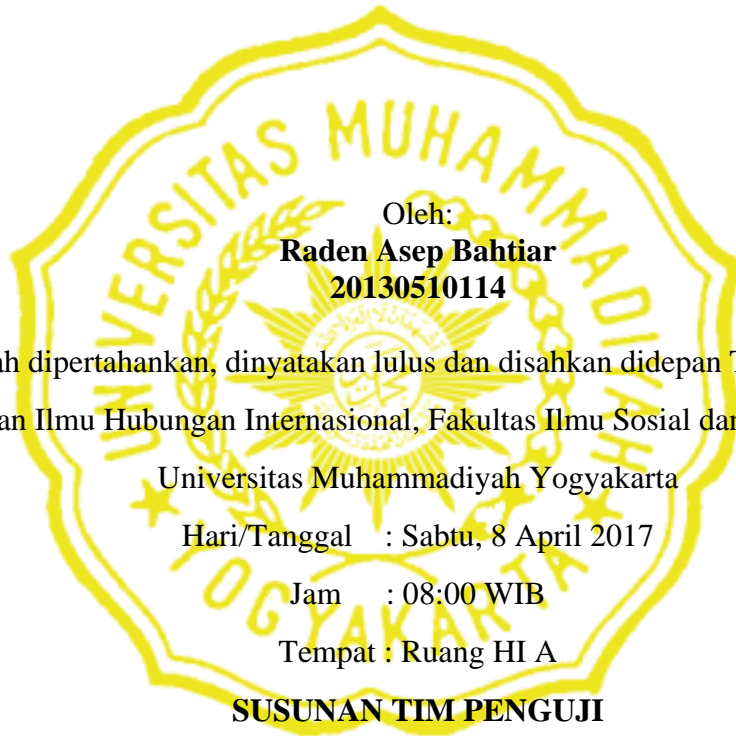 UNIVERSITAS MUHAMMADIYAH
YOGYAKARTA
Oleh:
Raden Asep Bahtiar
20130510114
ah dipertahankan, dinyatakan lulus dan disahkan didepan T
an Ilmu Hubungan Internasional, Fakultas Ilmu Sosial dan
Universitas Muhammadiyah Yogyakarta
Hari/Tanggal : Sabtu, 8 April 2017
Jam : 08:00 WIB
Tempat : Ruang HI A
SUSUNAN TIM PENGUJI